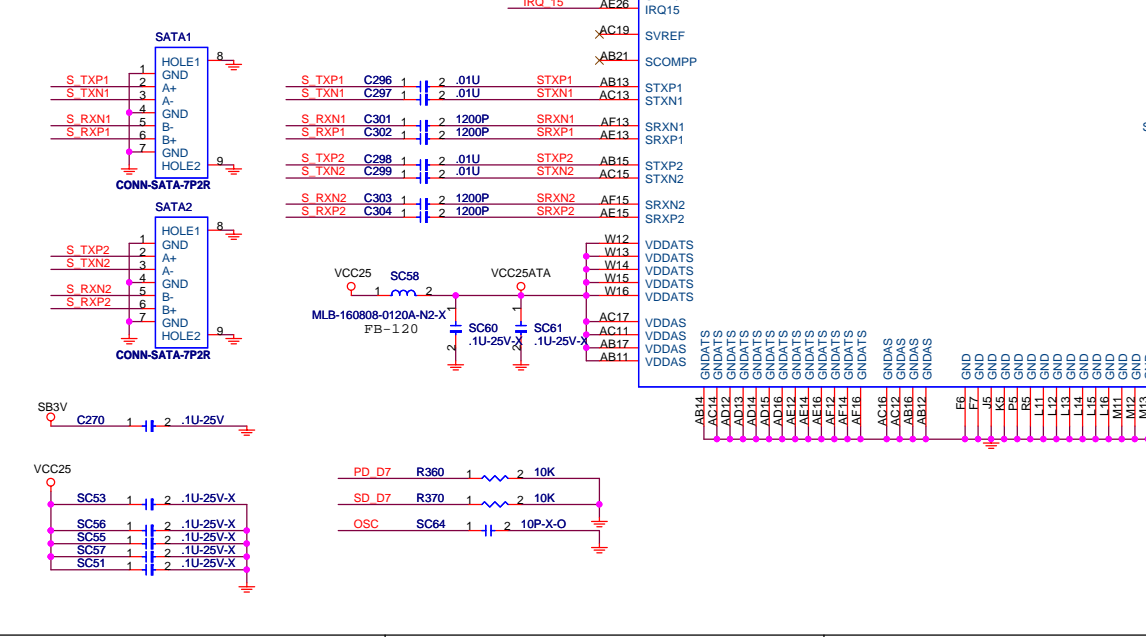 IRQ_15 AE26 IRQ15
AC19 SVREF
AB21 SCOMPP
SATA1
HOLE1 8
1 GND
S_TXP1 2 A+
S_TXN1 3 A-
4 GND
S_RXN1 5 B-
S_RXP1 6 B+
7 GND
HOLE2 9
CONN-SATA-7P2R
S_TXP1 C296 1 2 .01U STXP1 AB13 STXP1
S_TXN1 C297 1 2 .01U STXN1 AC13 STXN1
S_RXN1 C301 1 2 1200P SRXN1 AF13 SRXN1
S_RXP1 C302 1 2 1200P SRXP1 AE13 SRXP1
S_TXP2 C298 1 2 .01U STXP2 AB15 STXP2
S_TXN2 C299 1 2 .01U STXN2 AC15 STXN2
S_RXN2 C303 1 2 1200P SRXN2 AF15 SRXN2
S_RXP2 C304 1 2 1200P SRXP2 AE15 SRXP2
SATA2
HOLE1 8
1 GND
S_TXP2 2 A+
S_TXN2 3 A-
4 GND
S_RXN2 5 B-
S_RXP2 6 B+
7 GND
HOLE2 9
CONN-SATA-7P2R
W12 VDDATS
W13 VDDATS
W14 VDDATS
W15 VDDATS
W16 VDDATS
AC17 VDDAS
AC11 VDDAS
AB17 VDDAS
AB11 VDDAS
VCC25 SC58 VCC25ATA
1 2
MLB-160808-0120A-N2-X
FB-120
1 SC60 2 .1U-25V-X
1 SC61 2 .1U-25V-X
GNDATS GNDATS GNDATS GNDATS GNDATS GNDATS GNDATS GNDATS GNDATS GNDATS GNDATS GNDATS GNDATS GNDAS GNDAS GNDAS GNDAS GND GND GND GND GND GND GND GND GND GND GND GND GND GND
AB14 AC14 AD12 AD13 AD14 AD15 AD16 AE12 AE14 AE16 AF12 AF14 AF16 AC16 AC12 AB16 AB12 F6 F7 J5 K5 P5 R5 L11 L12 L13 L14 L15 L16 M11 M12 M13
SB3V
C270 1 2 .1U-25V
VCC25
SC53 1 2 .1U-25V-X
SC56 1 2 .1U-25V-X
SC55 1 2 .1U-25V-X
SC57 1 2 .1U-25V-X
SC51 1 2 .1U-25V-X
PD_D7 R360 1 2 10K
SD_D7 R370 1 2 10K
OSC SC64 1 2 10P-X-O